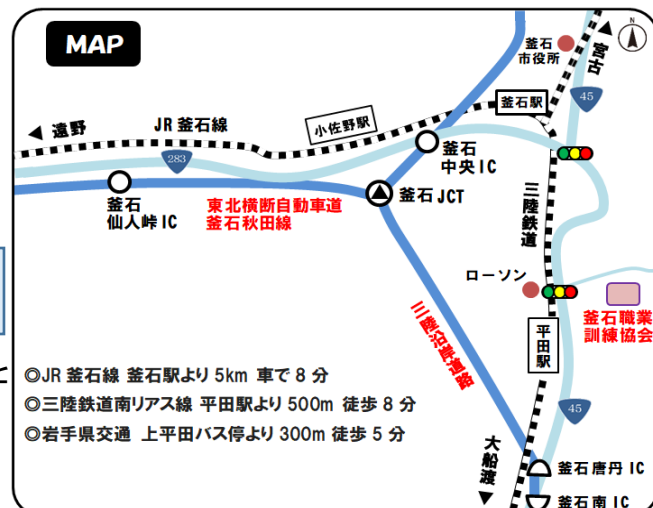 MAP
N
釜石
市役所
宮古
45
釜石駅
遠野
JR 釜石線
小佐野駅
283
釜石
中央 IC
釜石
仙人峠 IC
東北横断自動車道
釜石秋田線
釜石 JCT
三陸鉄道
ローソン
釜石職業
訓練協会
平田駅
三陸沿岸道路
◎JR 釜石線 釜石駅より 5km 車で 8 分
◎三陸鉄道南リアス線 平田駅より 500m 徒歩 8 分
◎岩手県交通 上平田バス停より 300m 徒歩 5 分
45
大船渡
釜石唐丹 IC
釜石南 IC